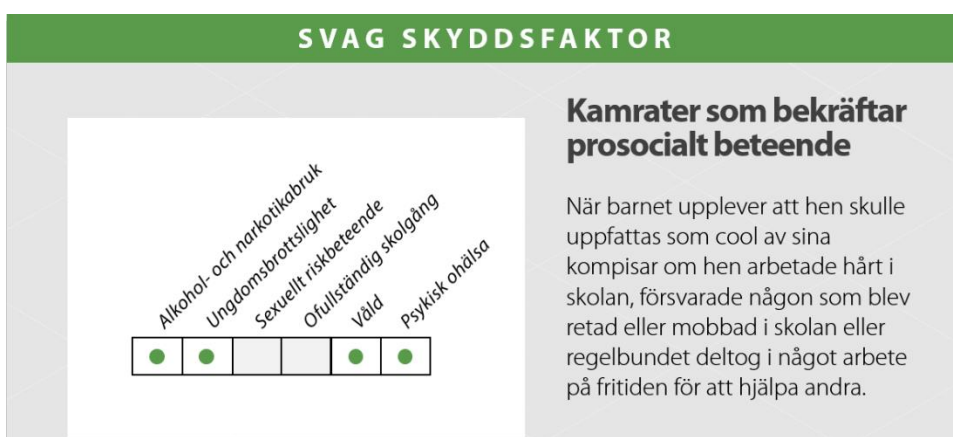 SVAG SKYDDSFAKTOR
Alkohol- och narkotikabruk
Ungdomsbrottslighet
Sexuellt riskbeteende
Ofullständig skolgång
Våld
Psykisk ohälsa
Kamrater som bekräftar
prosocialt beteende
När barnet upplever att hen skulle
uppfattas som cool av sina
kompisar om hen arbetade hårt i
skolan, försvarade någon som blev
retad eller mobbad i skolan eller
regelbundet deltog i något arbete
på fritiden för att hjälpa andra.